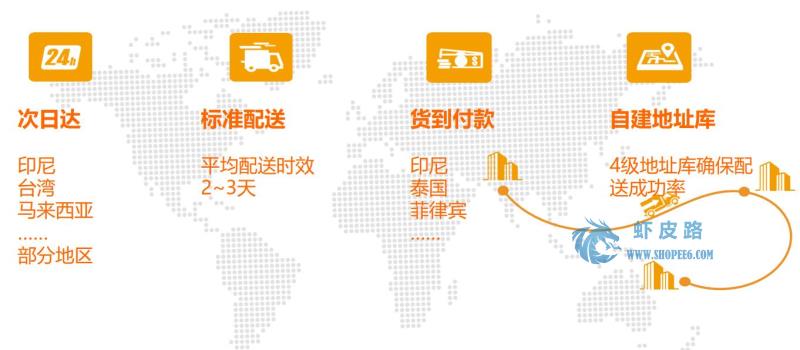 24h
次日达
印尼
台湾
马来西亚
......
部分地区
标准配送
平均配送时效
2~3天
$
货到付款
印尼
泰国
菲律宾
......
自建地址库
4级地址库确保配
送成功率
虾皮路
WWW.SHOPEE6.COM